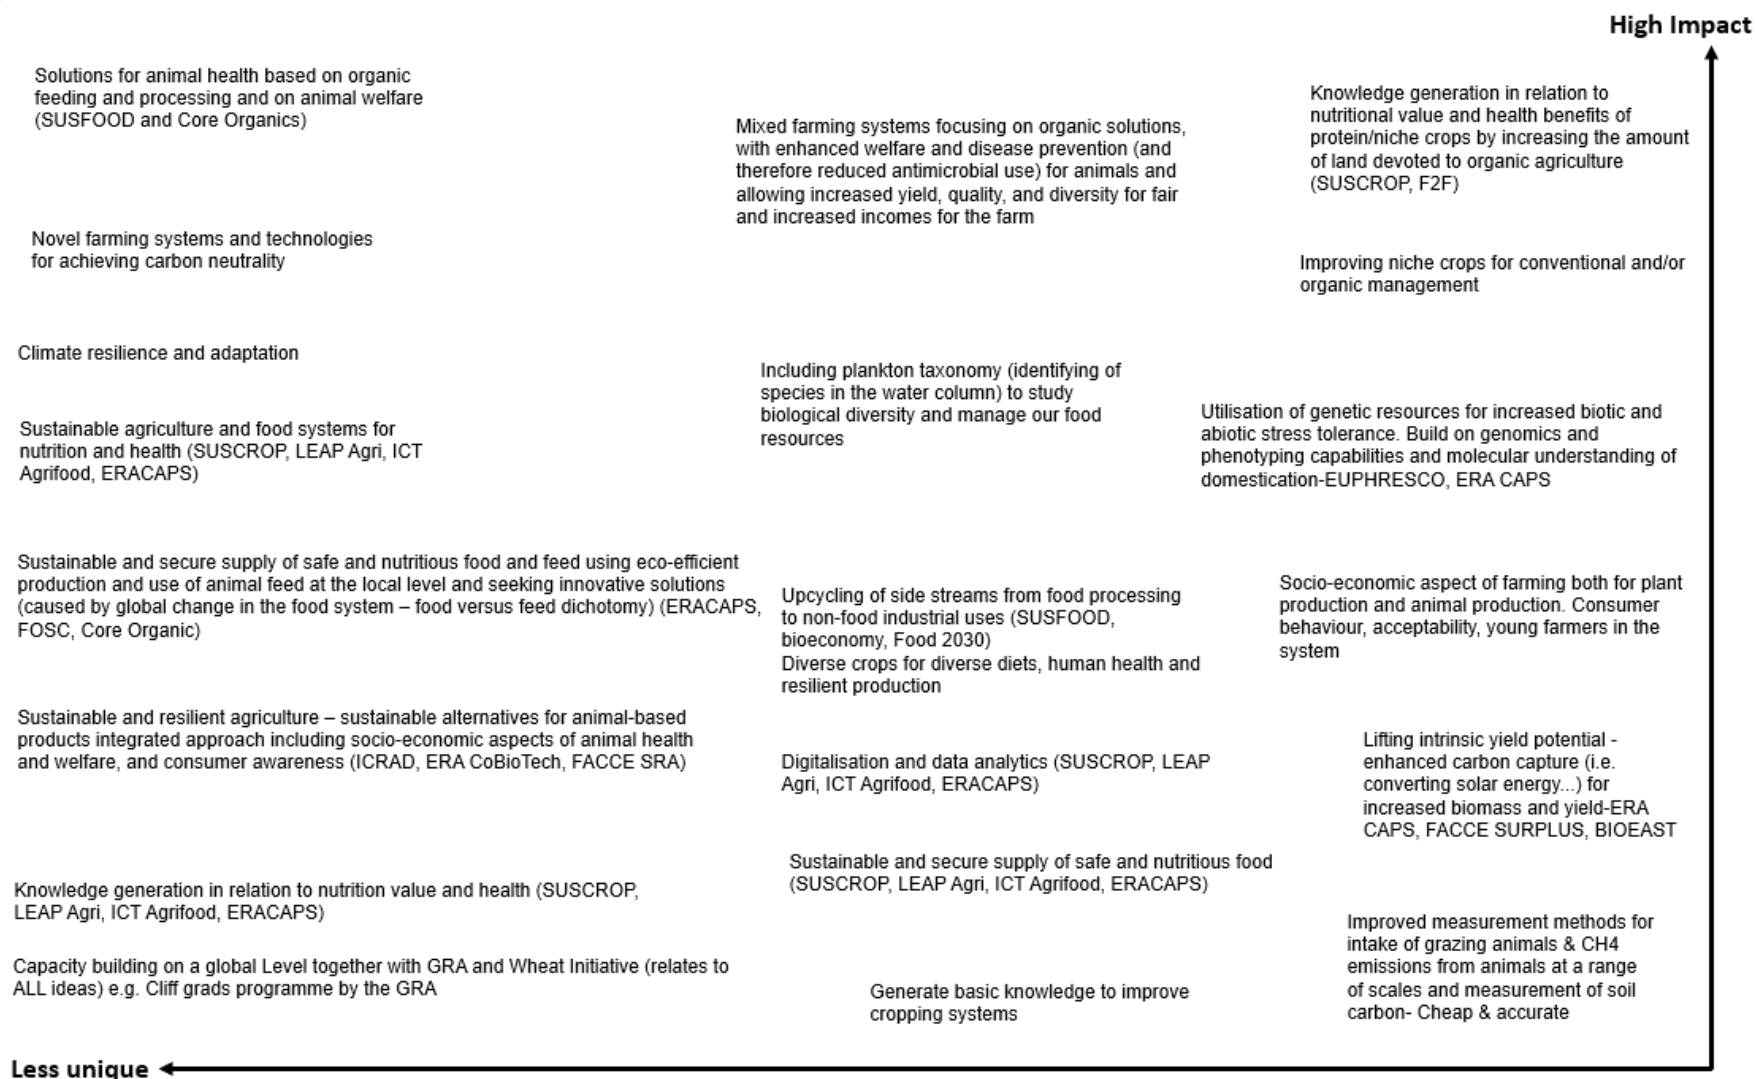 High Impact
Solutions for animal health based on organic
feeding and processing and on animal welfare
(SUSFOOD and Core Organics)
Mixed farming systems focusing on organic solutions,
with enhanced welfare and disease prevention (and
therefore reduced antimicrobial use) for animals and
allowing increased yield, quality, and diversity for fair
and increased incomes for the farm
Knowledge generation in relation to
nutritional value and health benefits of
protein/niche crops by increasing the amount
of land devoted to organic agriculture
(SUSCROP, F2F)
Novel farming systems and technologies
for achieving carbon neutrality
Improving niche crops for conventional and/or
organic management
Climate resilience and adaptation
Including plankton taxonomy (identifying of
species in the water column) to study
biological diversity and manage our food
resources
Utilisation of genetic resources for increased biotic and
abiotic stress tolerance. Build on genomics and
phenotyping capabilities and molecular understanding of
domestication-EUPHRESCO, ERA CAPS
Sustainable agriculture and food systems for
nutrition and health (SUSCROP, LEAP Agri, ICT
Agrifood, ERACAPS)
Sustainable and secure supply of safe and nutritious food and feed using eco-efficient
production and use of animal feed at the local level and seeking innovative solutions
(caused by global change in the food system – food versus feed dichotomy) (ERACAPS,
FOSC, Core Organic)
Upcycling of side streams from food processing
to non-food industrial uses (SUSFOOD,
bioeconomy, Food 2030)
Diverse crops for diverse diets, human health and
resilient production
Socio-economic aspect of farming both for plant
production and animal production. Consumer
behaviour, acceptability, young farmers in the
system
Sustainable and resilient agriculture – sustainable alternatives for animal-based
products integrated approach including socio-economic aspects of animal health
and welfare, and consumer awareness (ICRAD, ERA CoBioTech, FACCE SRA)
Digitalisation and data analytics (SUSCROP, LEAP
Agri, ICT Agrifood, ERACAPS)
Lifting intrinsic yield potential -
enhanced carbon capture (i.e.
converting solar energy...) for
increased biomass and yield-ERA
CAPS, FACCE SURPLUS, BIOEAST
Sustainable and secure supply of safe and nutritious food
(SUSCROP, LEAP Agri, ICT Agrifood, ERACAPS)
Knowledge generation in relation to nutrition value and health (SUSCROP,
LEAP Agri, ICT Agrifood, ERACAPS)
Improved measurement methods for
intake of grazing animals & CH4
emissions from animals at a range
of scales and measurement of soil
carbon- Cheap & accurate
Capacity building on a global Level together with GRA and Wheat Initiative (relates to
ALL ideas) e.g. Cliff grads programme by the GRA
Generate basic knowledge to improve
cropping systems
Less unique